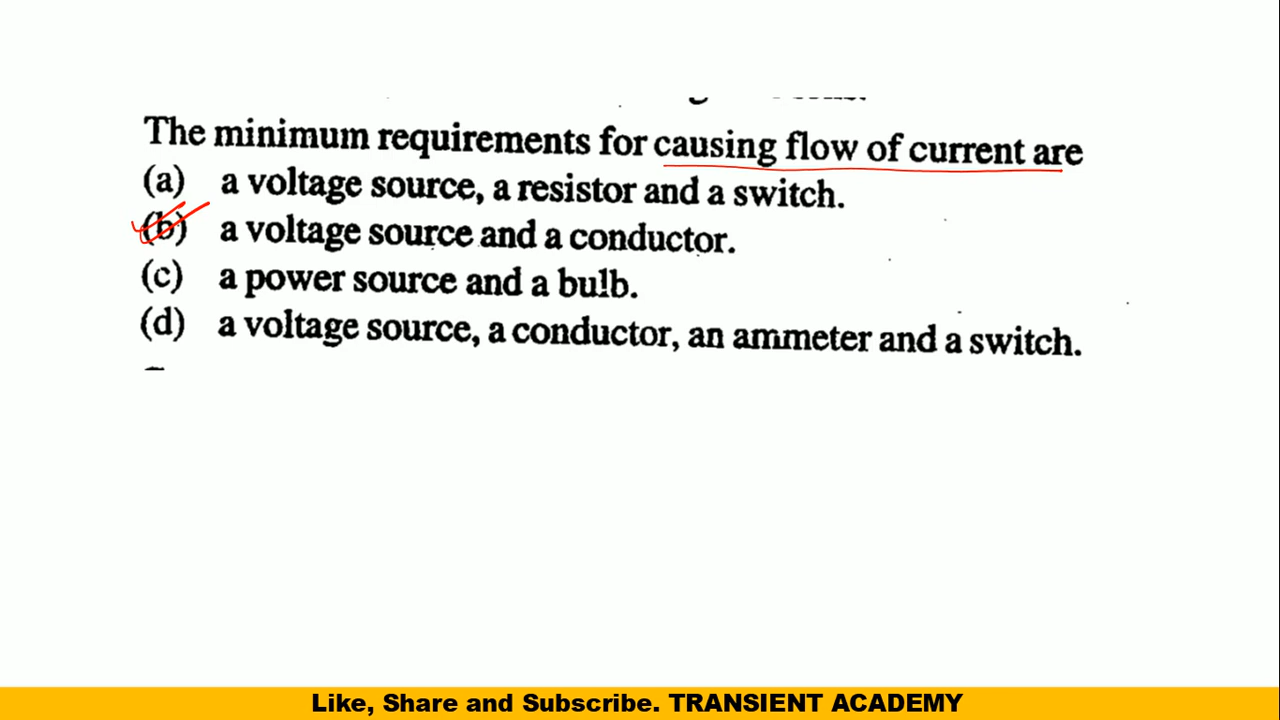 The minimum requirements for causing flow of current are
(a) a voltage source, a resistor and a switch.
(b) a voltage source and a conductor.
(c) a power source and a bulb.
(d) a voltage source, a conductor, an ammeter and a switch.
Like, Share and Subscribe. TRANSIENT ACADEMY